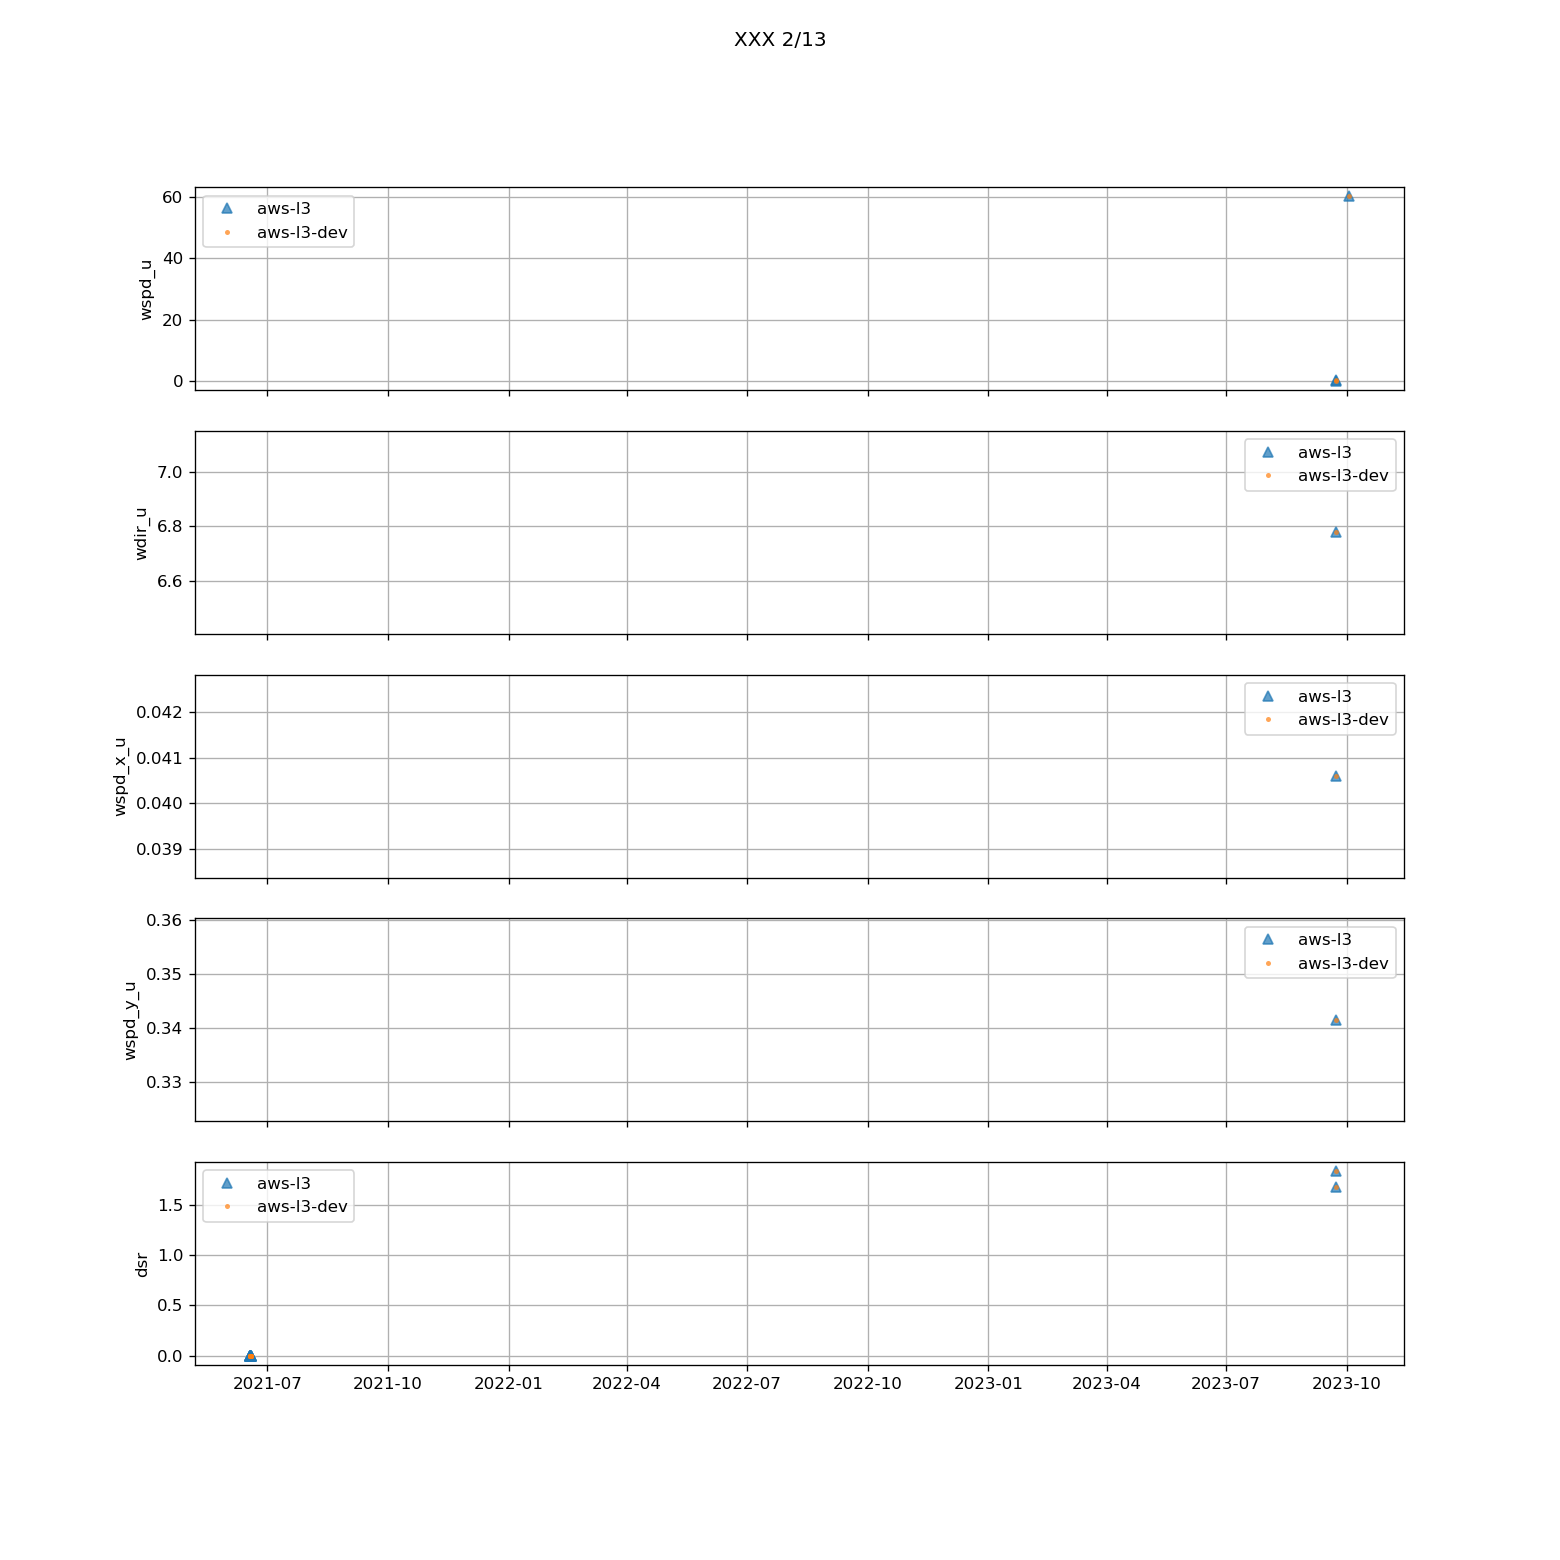 XXX 2/13
60
40
20
0
wspd_u
aws-l3
aws-l3-dev
7.0
6.8
6.6
wdir_u
aws-l3
aws-l3-dev
0.042
0.041
0.040
0.039
wspd_x_u
aws-l3
aws-l3-dev
0.36
0.35
0.34
0.33
wspd_y_u
aws-l3
aws-l3-dev
1.5
1.0
0.5
0.0
dsr
aws-l3
aws-l3-dev
2021-07 2021-10 2022-01 2022-04 2022-07 2022-10 2023-01 2023-04 2023-07 2023-10